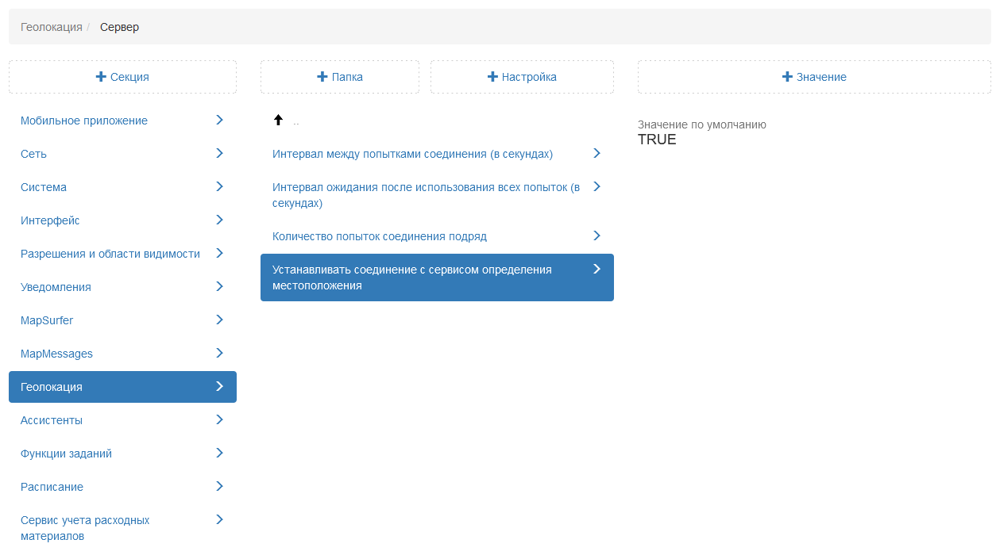 Геолокация / Сервер
Секция
Папка
Настройка
Значение
Мобильное приложение
Сеть
Система
Интерфейс
Разрешения и области видимости
Уведомления
MapSurfer
MapMessages
Геолокация
Ассистенты
Функции заданий
Расписание
Сервис учета расходных
материалов
..
Интервал между попытками соединения (в секундах)
Интервал ожидания после использования всех попыток (в
секундах)
Количество попыток соединения подряд
Устанавливать соединение с сервисом определения
местоположения
Значение по умолчанию
TRUE